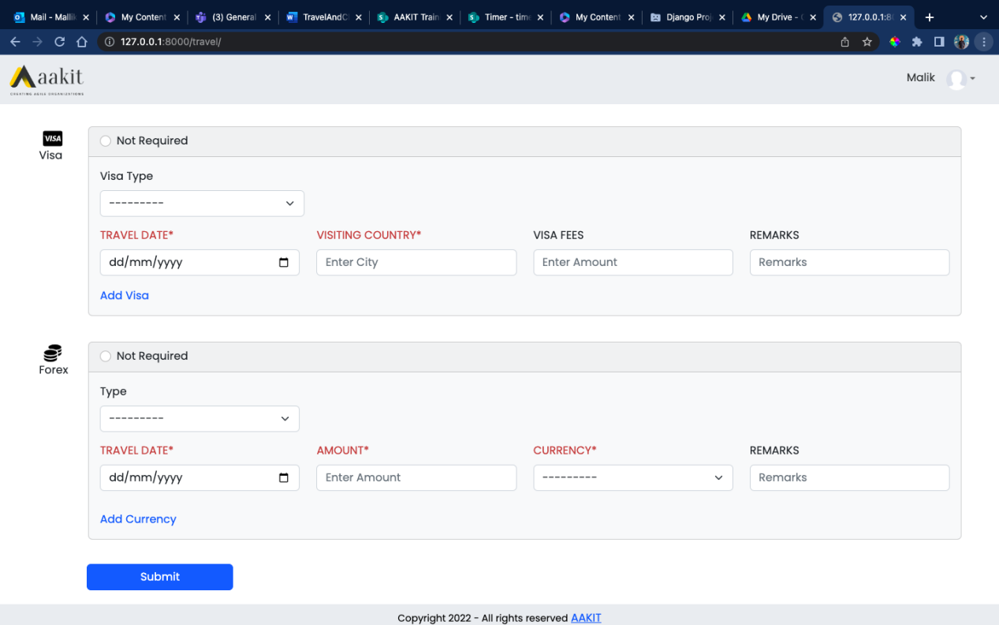 Mail - Mallik
My Content
(3) General
TravelAndCl
AAKIT Train
Timer - time
My Content
Django Proj
My Drive - G
127.0.0.1:80
127.0.0.1:8000/travel/
aakit
CREATING AGILE ORGANIZATIONS
Malik
VISA
Visa
Not Required
Visa Type
---------
TRAVEL DATE* VISITING COUNTRY* VISA FEES REMARKS
dd/mm/yyyy Enter City Enter Amount Remarks
Add Visa
Forex
Not Required
Type
---------
TRAVEL DATE* AMOUNT* CURRENCY* REMARKS
dd/mm/yyyy Enter Amount --------- Remarks
Add Currency
Submit
Copyright 2022 - All rights reserved AAKIT